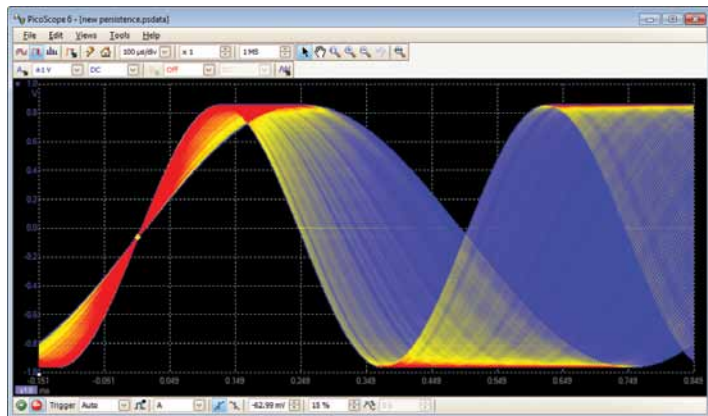 PicoScope 6 - [new persistence.psdata]
File Edit Views Tools Help
100 µs/div x 1 1 MS
A ±1 V DC Off
1.0
V
0.8
0.6
0.4
0.2
0.0
-0.2
-0.4
-0.6
-0.8
-1.0
-0.151 -0.051 0.049 0.149 0.249 0.349 0.449 0.549 0.649 0.749 0.849
x1.0 ms
Trigger Auto A -62.99 mV 15 %